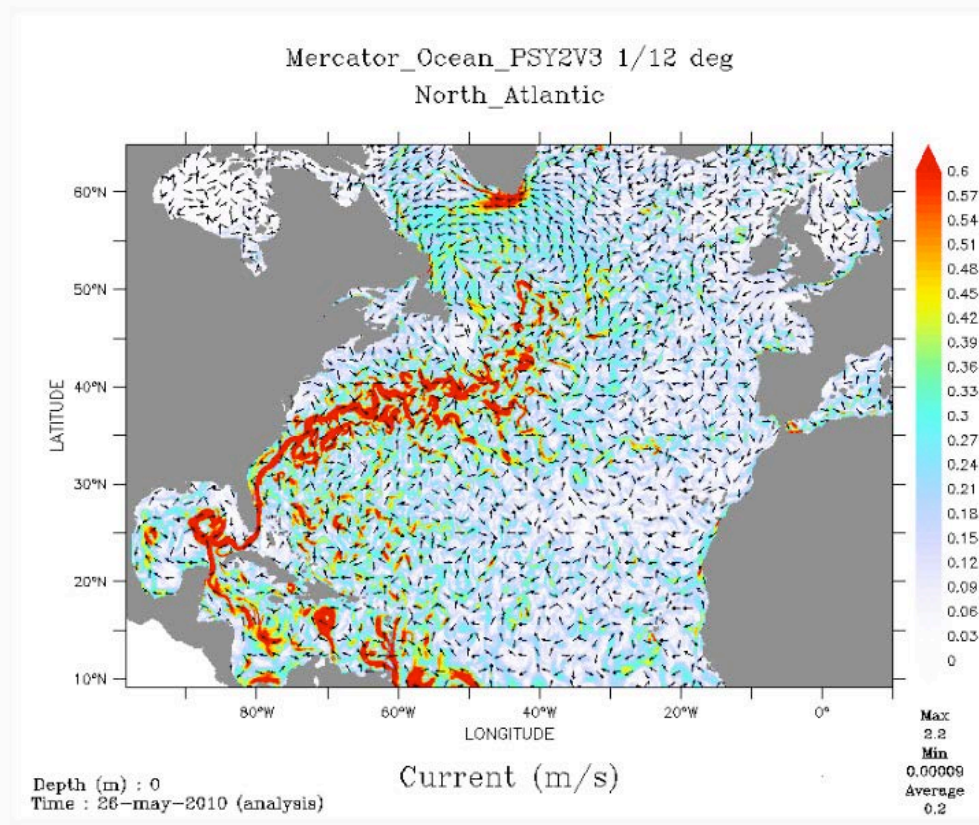 Mercator_Ocean_PSY2V3 1/12 deg
North_Atlantic
60°N
50°N
40°N
30°N
20°N
10°N
LATITUDE
80°W
60°W
40°W
20°W
0°
LONGITUDE
0.6
0.57
0.54
0.51
0.48
0.45
0.42
0.39
0.36
0.33
0.3
0.27
0.24
0.21
0.18
0.15
0.12
0.09
0.06
0.03
0
Max
2.2
Min
0.00009
Average
0.2
Depth (m) : 0
Time : 26-may-2010 (analysis)
Current (m/s)